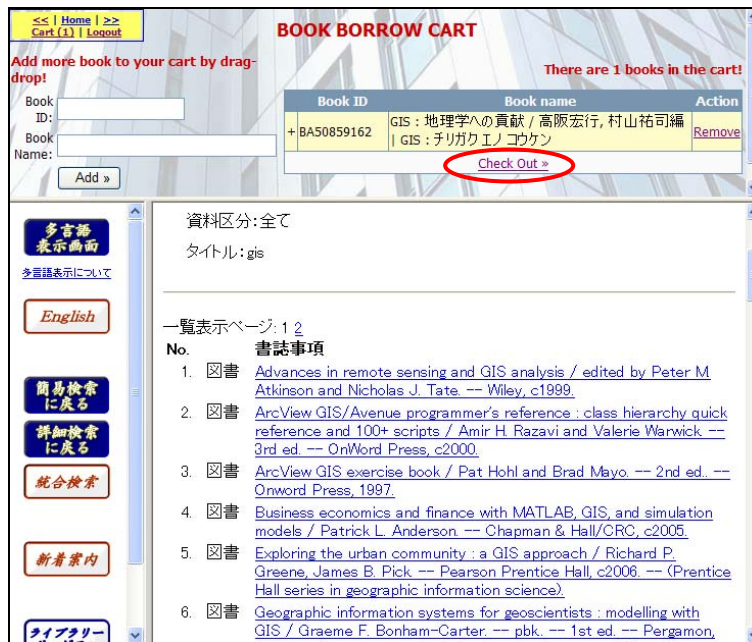 << | Home | >>
Cart (1) | Logout
BOOK BORROW CART
Add more book to your cart by drag-
drop!
There are 1 books in the cart!
Book
ID:
Book
Name:
Add »
Book ID Book name Action
+ BA50859162 GIS : 地理学への貢献 / 高阪宏行, 村山祐司編
| GIS : チリガク エノ コウケン Remove
Check Out »
多言語
表示画面
多言語表示について
English
簡易検索
に戻る
詳細検索
に戻る
統合検索
新着案内
ライブラリー
資料区分:全て
タイトル:gis
一覧表示ページ: 1 2
No. 書誌事項
1. 図書 Advances in remote sensing and GIS analysis / edited by Peter M
Atkinson and Nicholas J. Tate. -- Wiley, c1999.
2. 図書 ArcView GIS/Avenue programmer's reference : class hierarchy quick
reference and 100+ scripts / Amir H. Razavi and Valerie Warwick. --
3rd ed. -- OnWord Press, c2000.
3. 図書 ArcView GIS exercise book / Pat Hohl and Brad Mayo. -- 2nd ed.. --
Onword Press, 1997.
4. 図書 Business economics and finance with MATLAB, GIS, and simulation
models / Patrick L. Anderson. -- Chapman & Hall/CRC, c2005.
5. 図書 Exploring the urban community : a GIS approach / Richard P.
Greene, James B. Pick. -- Pearson Prentice Hall, c2006. -- (Prentice
Hall series in geographic information science).
6. 図書 Geographic information systems for geoscientists : modelling with
GIS / Graeme F. Bonham-Carter. -- pbk.. -- 1st ed. -- Pergamon,